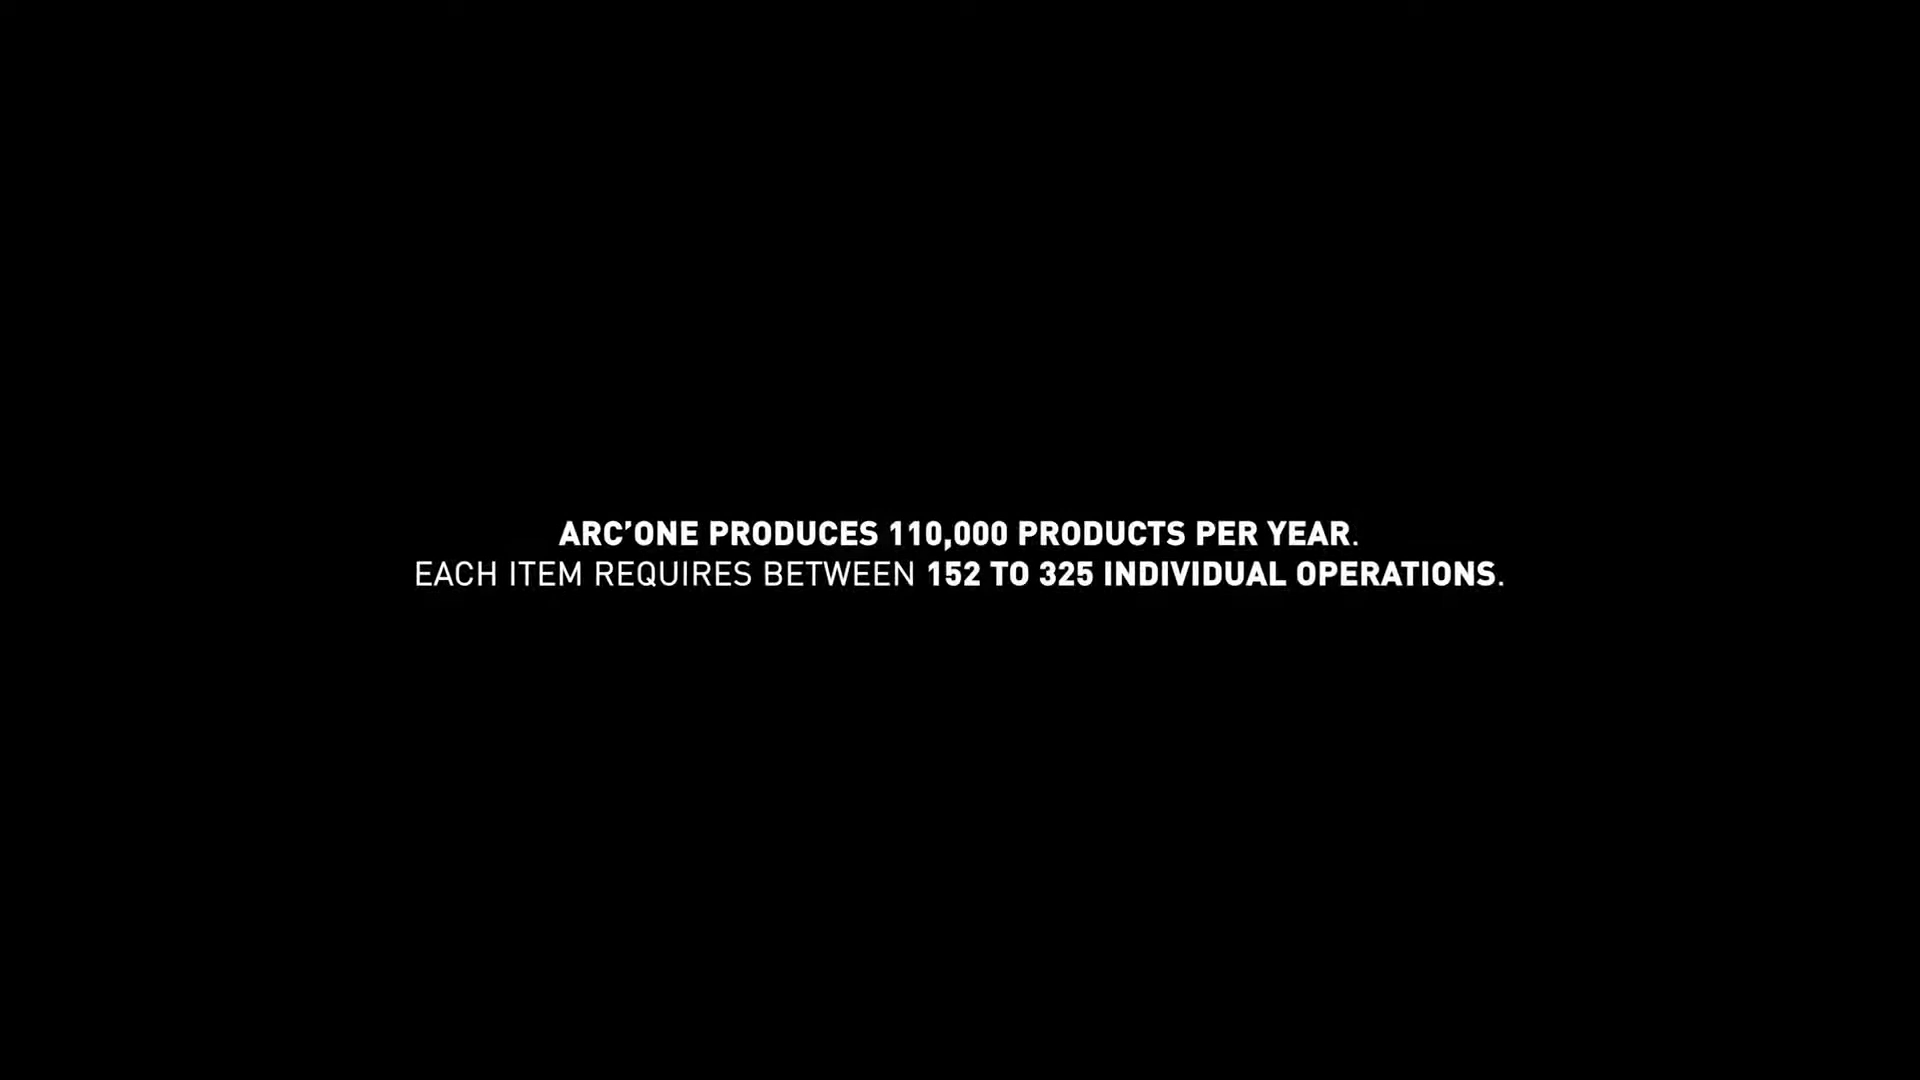 ARC’ONE PRODUCES 110,000 PRODUCTS PER YEAR.
EACH ITEM REQUIRES BETWEEN 152 TO 325 INDIVIDUAL OPERATIONS.